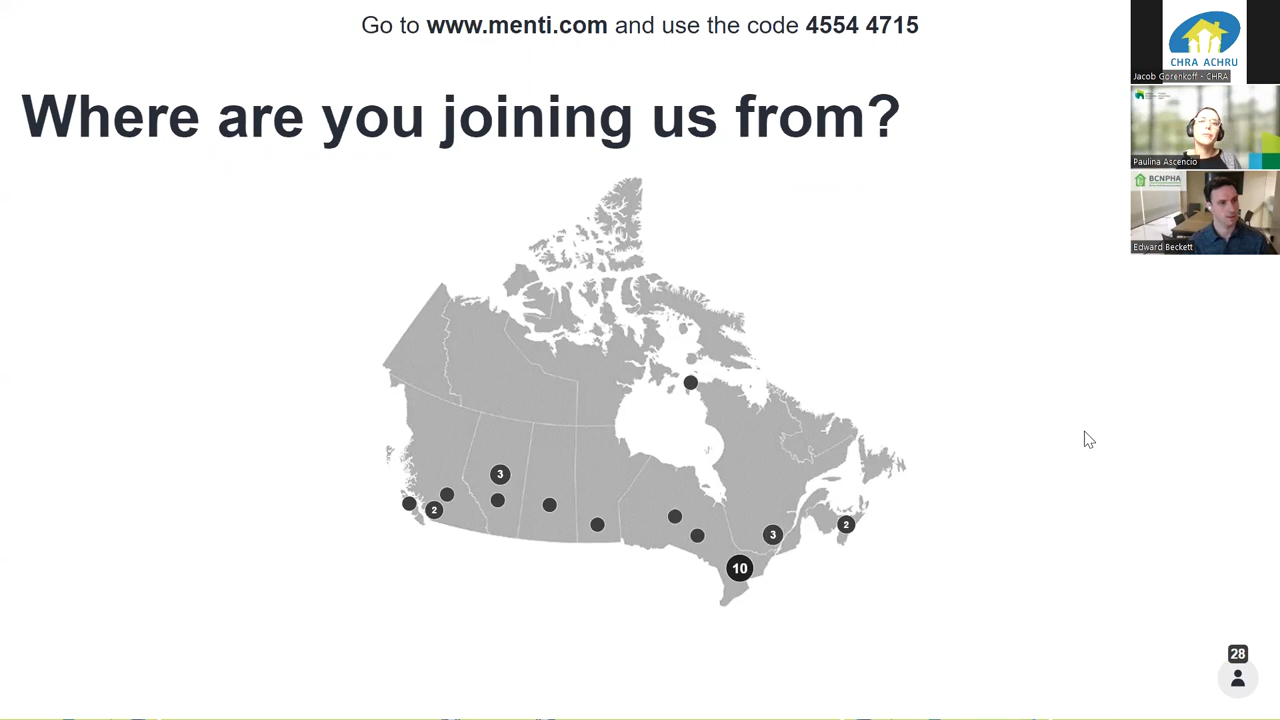 Go to www.menti.com and use the code 4554 4715
Where are you joining us from?
CHRA ACHRU
Jacob Gorenkoff - CHRA
Paulina Ascencio
BCNPHA
Edward Beckett
3
2
3
2
10
28